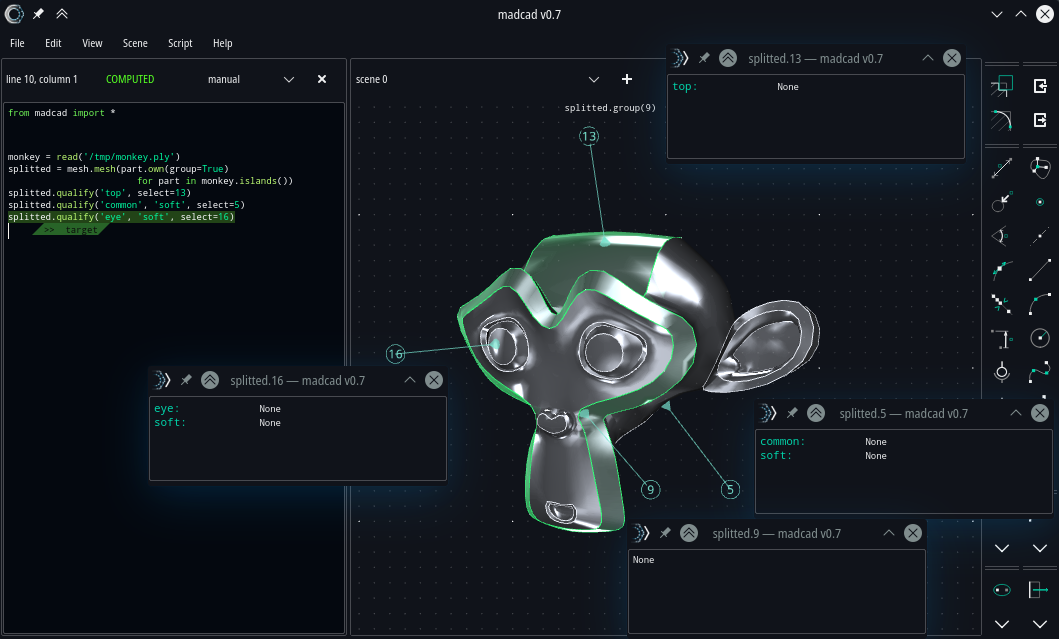 madcad v0.7
File Edit View Scene Script Help
line 10, column 1 COMPUTED manual
from madcad import *
monkey = read('/tmp/monkey.ply')
splitted = mesh.mesh(part.own(group=True)
for part in monkey.islands())
splitted.qualify('top', select=13)
splitted.qualify('common', 'soft', select=5)
splitted.qualify('eye', 'soft', select=16)
>> target
scene 0
splitted.group(9)
13
16
9
5
splitted.13 — madcad v0.7
top: None
splitted.16 — madcad v0.7
eye: None
soft: None
splitted.5 — madcad v0.7
common: None
soft: None
splitted.9 — madcad v0.7
None